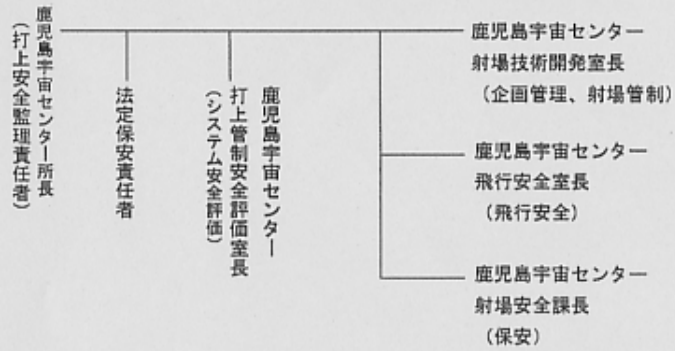 鹿児島宇宙センター所長
（打上安全監理責任者）
法定保安責任者
鹿児島宇宙センター
打上管制安全評価室長
（システム安全評価）
鹿児島宇宙センター
射場技術開発室長
（企画管理、射場管制）
鹿児島宇宙センター
飛行安全室長
（飛行安全）
鹿児島宇宙センター
射場安全課長
（保安）